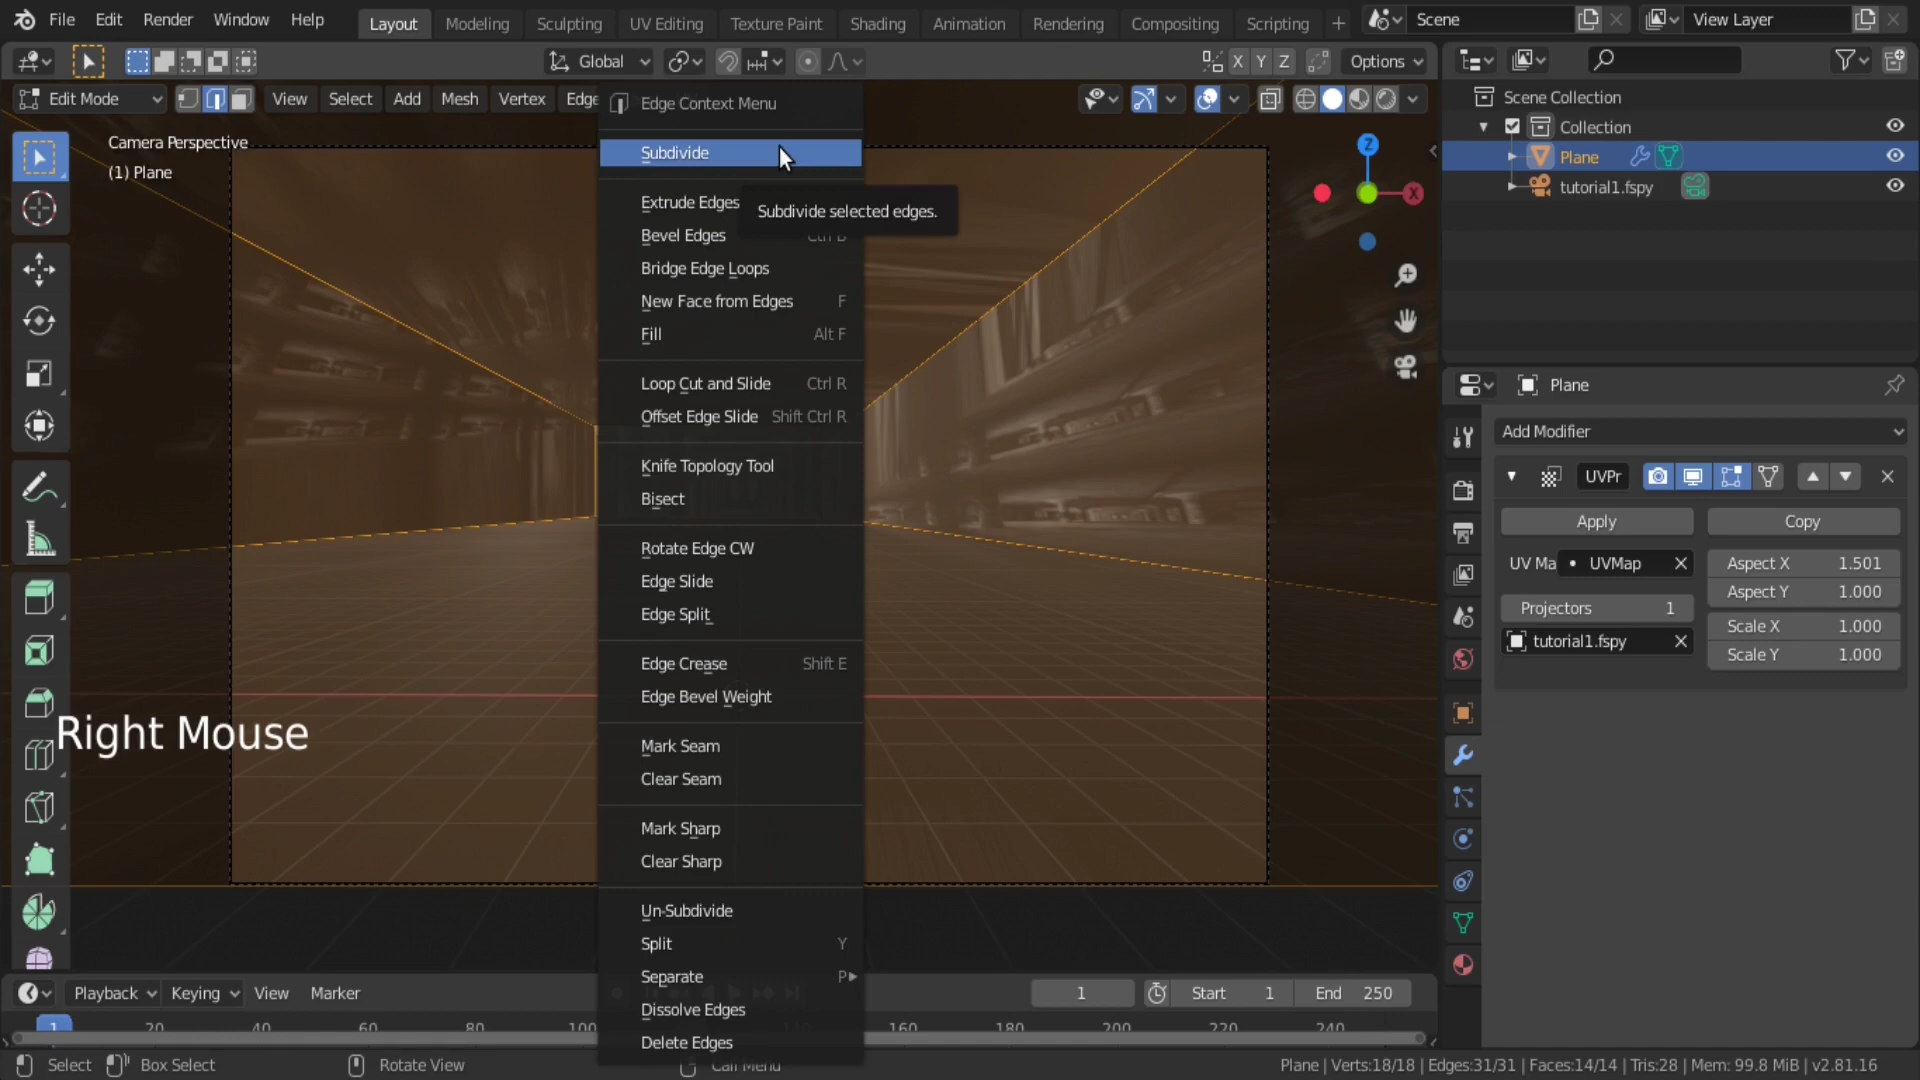 File Edit Render Window Help
Layout Modeling Sculpting UV Editing Texture Paint Shading Animation Rendering Compositing Scripting +
Scene
View Layer
Global
X Y Z
Options
Edit Mode
View Select Add Mesh Vertex Edge
Camera Perspective
(1) Plane
Edge Context Menu
Subdivide
Subdivide selected edges.
Extrude Edges
Bevel Edges Ctrl B
Bridge Edge Loops
New Face from Edges F
Fill Alt F
Loop Cut and Slide Ctrl R
Offset Edge Slide Shift Ctrl R
Knife Topology Tool
Bisect
Rotate Edge CW
Edge Slide
Edge Split
Edge Crease Shift E
Edge Bevel Weight
Mark Seam
Clear Seam
Mark Sharp
Clear Sharp
Un-Subdivide
Split Y
Separate P
Dissolve Edges
Delete Edges
Z
X
Right Mouse
Scene Collection
Collection
Plane
tutorial1.fspy
Plane
Add Modifier
UVPr
Apply Copy
UV Ma UVMap
Aspect X 1.501
Aspect Y 1.000
Projectors 1
tutorial1.fspy
Scale X 1.000
Scale Y 1.000
Playback Keying View Marker
1
Start 1
End 250
1 20 40 60 80 100 140 160 180 200 220 240
Select Box Select Rotate View Call Menu
Plane | Verts:18/18 | Edges:31/31 | Faces:14/14 | Tris:28 | Mem: 99.8 MiB | v2.81.16